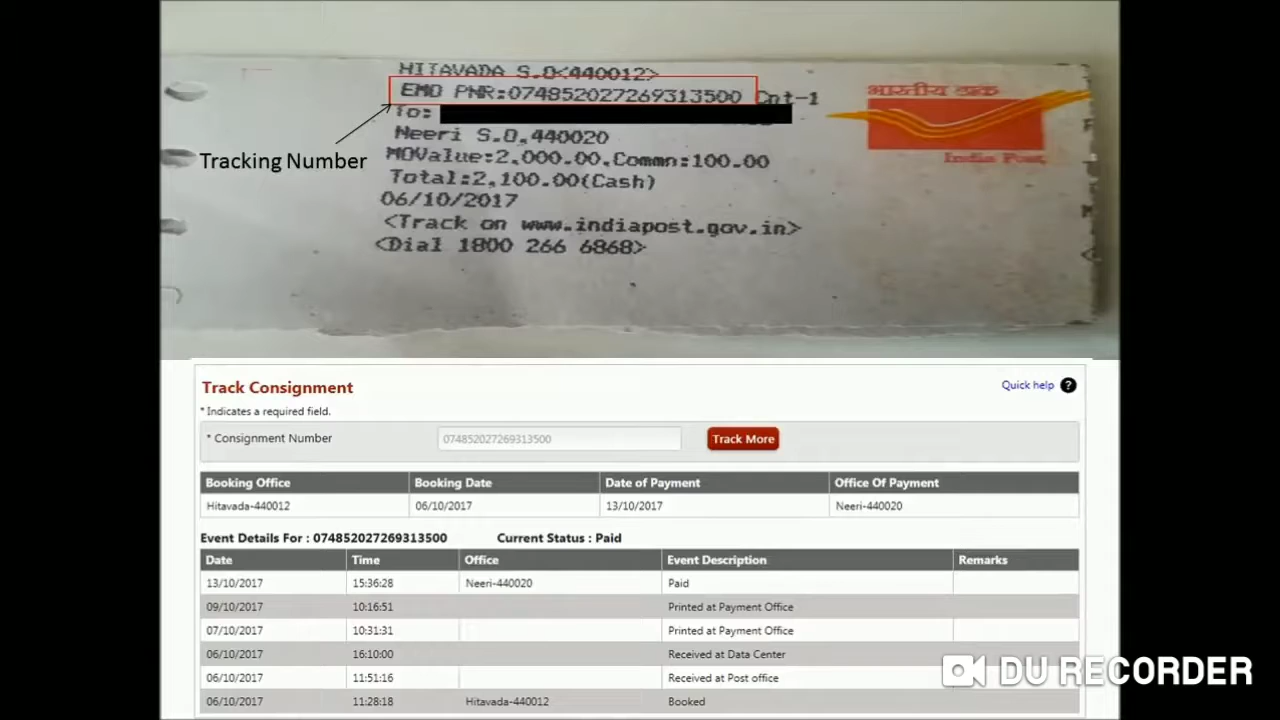 HITAVADA S.O<440012>
EMO PNR:074852027269313500 Cnt-1
To:
Neeri S.O,440020
MOValue:2,000.00,Commn:100.00
Total:2,100.00(Cash)
06/10/2017
<Track on www.indiapost.gov.in>
<Dial 1800 266 6868>
Tracking Number
भारतीय डाक
India Post
Track Consignment
Quick help ?
* Indicates a required field.
* Consignment Number 074852027269313500 Track More
Booking Office Booking Date Date of Payment Office Of Payment
Hitavada-440012 06/10/2017 13/10/2017 Neeri-440020
Event Details For : 074852027269313500 Current Status : Paid
Date Time Office Event Description Remarks
13/10/2017 15:36:28 Neeri-440020 Paid
09/10/2017 10:16:51 Printed at Payment Office
07/10/2017 10:31:31 Printed at Payment Office
06/10/2017 16:10:00 Received at Data Center
06/10/2017 11:51:16 Received at Post office
06/10/2017 11:28:18 Hitavada-440012 Booked
DU RECORDER